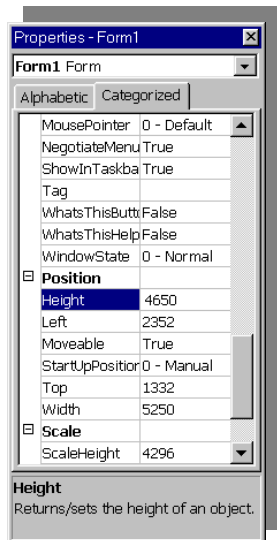 Properties - Form1
Form1 Form
Alphabetic Categorized
MousePointer 0 - Default
NegotiateMenu True
ShowInTaskba True
Tag
WhatsThisButt False
WhatsThisHelp False
WindowState 0 - Normal
Position
Height 4650
Left 2352
Moveable True
StartUpPosition 0 - Manual
Top 1332
Width 5250
Scale
ScaleHeight 4296
Height
Returns/sets the height of an object.